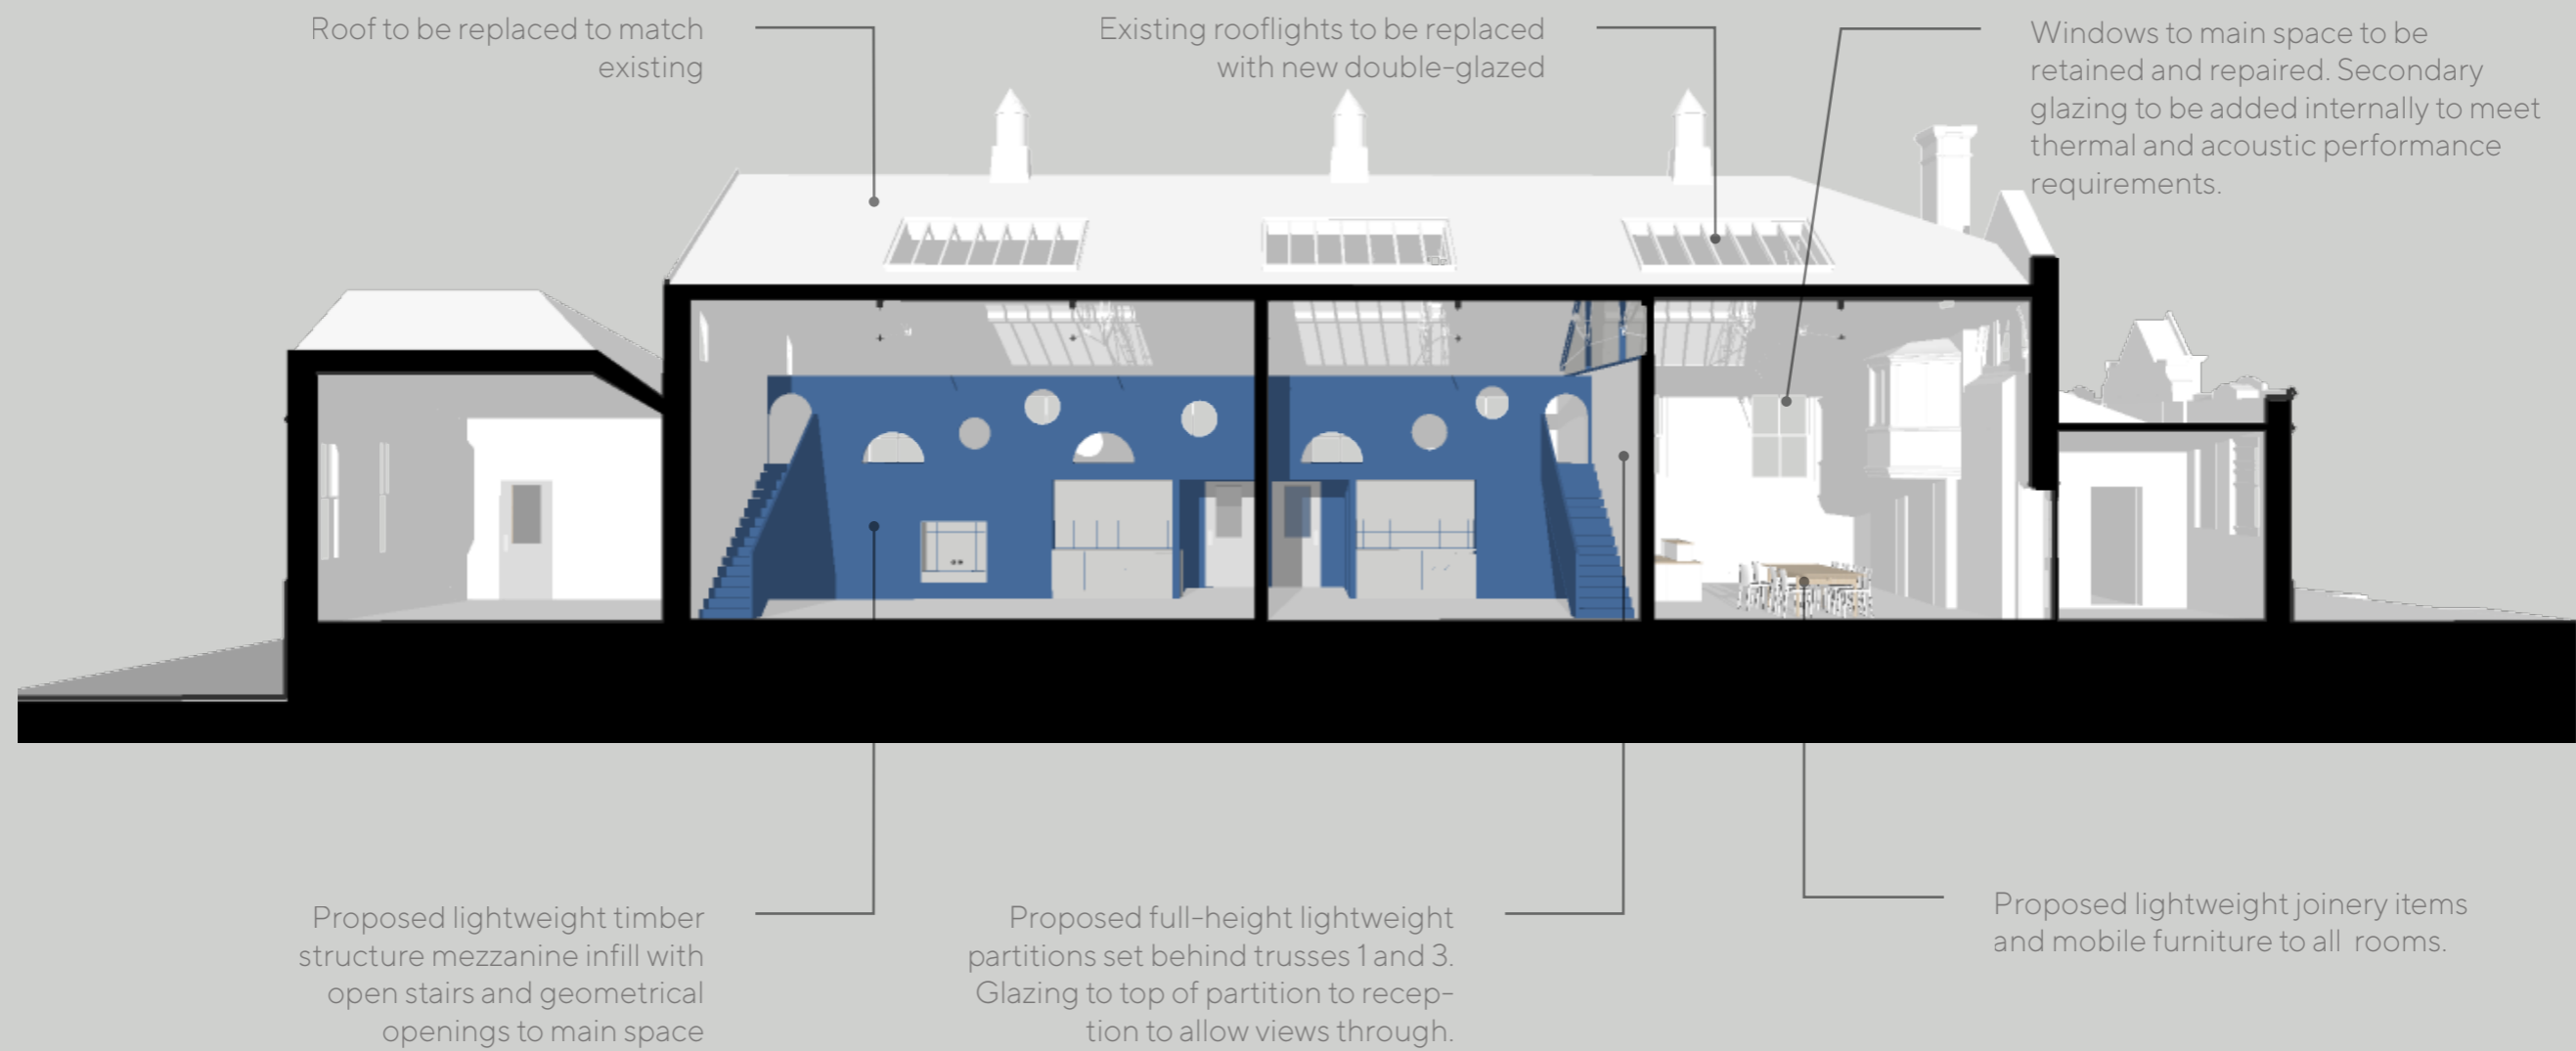 Roof to be replaced to match
existing
Existing rooflights to be replaced
with new double-glazed
Windows to main space to be
retained and repaired. Secondary
glazing to be added internally to meet
thermal and acoustic performance
requirements.
Proposed lightweight timber
structure mezzanine infill with
open stairs and geometrical
openings to main space
Proposed full-height lightweight
partitions set behind trusses 1 and 3.
Glazing to top of partition to recep-
tion to allow views through.
Proposed lightweight joinery items
and mobile furniture to all rooms.